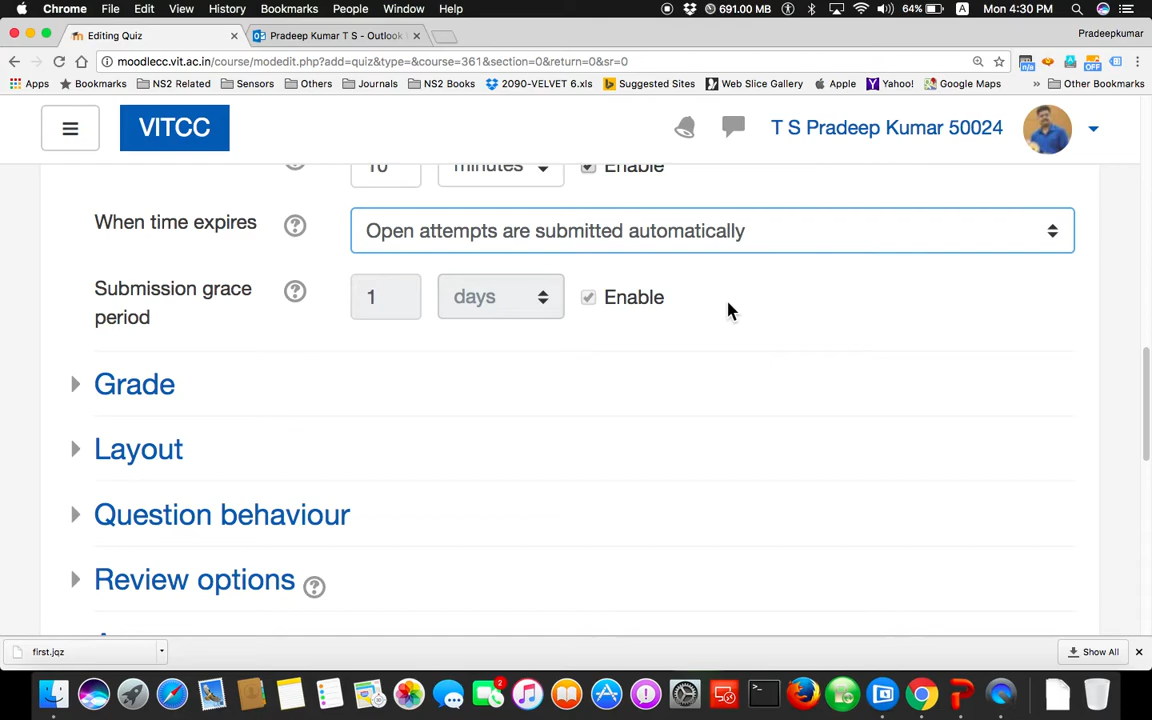 Chrome File Edit View History Bookmarks People Window Help 691.00 MB 64% A Mon 4:30 PM
Editing Quiz Pradeep Kumar T S - Outlook Pradeepkumar
moodlecc.vit.ac.in/course/modedit.php?add=quiz&type=&course=361&section=0&return=0&sr=0
Apps Bookmarks NS2 Related Sensors Others Journals NS2 Books 2090-VELVET 6.xls Suggested Sites Web Slice Gallery Apple Yahoo! Google Maps » Other Bookmarks
VITCC T S Pradeep Kumar 50024
10 minutes Enable
When time expires Open attempts are submitted automatically
Submission grace period 1 days Enable
Grade
Layout
Question behaviour
Review options
first.jqz Show All
2